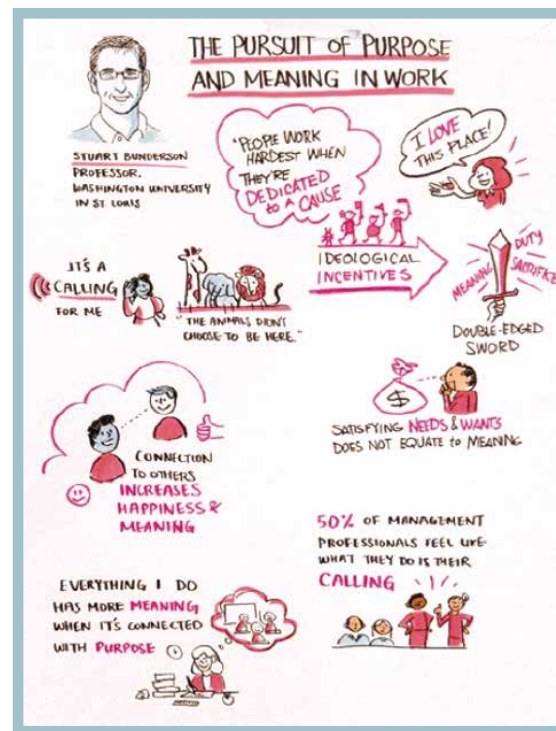 THE PURSUIT OF PURPOSE
AND MEANING IN WORK
STUART BUNDERSON
PROFESSOR,
WASHINGTON UNIVERSITY
IN ST LOUIS
"PEOPLE WORK
HARDEST WHEN
THEY'RE
DEDICATED
to a CAUSE
I LOVE
THIS PLACE!
IDEOLOGICAL
INCENTIVES
MEANING
DUTY
SACRIFICE
DOUBLE-EDGED
SWORD
IT'S A
CALLING
FOR ME
"THE ANIMALS DIDN'T
CHOOSE TO BE HERE."
$
SATISFYING NEEDS & WANTS
DOES NOT EQUATE to MEANING
CONNECTION
TO OTHERS
INCREASES
HAPPINESS &
MEANING
50% OF MANAGEMENT
PROFESSIONALS FEEL LIKE
WHAT THEY DO IS THEIR
CALLING
EVERYTHING I DO
HAS MORE MEANING
WHEN IT'S CONNECTED
WITH PURPOSE